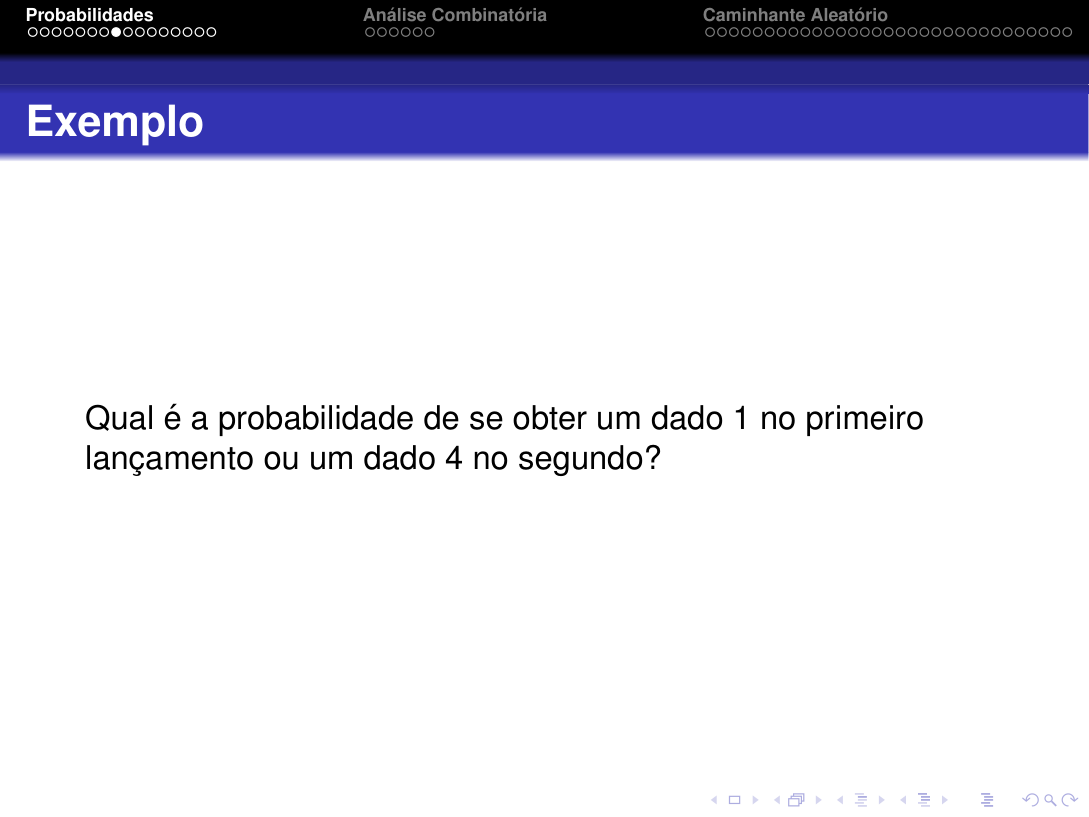 Probabilidades
Análise Combinatória
Caminhante Aleatório
Exemplo
Qual é a probabilidade de se obter um dado 1 no primeiro
lançamento ou um dado 4 no segundo?